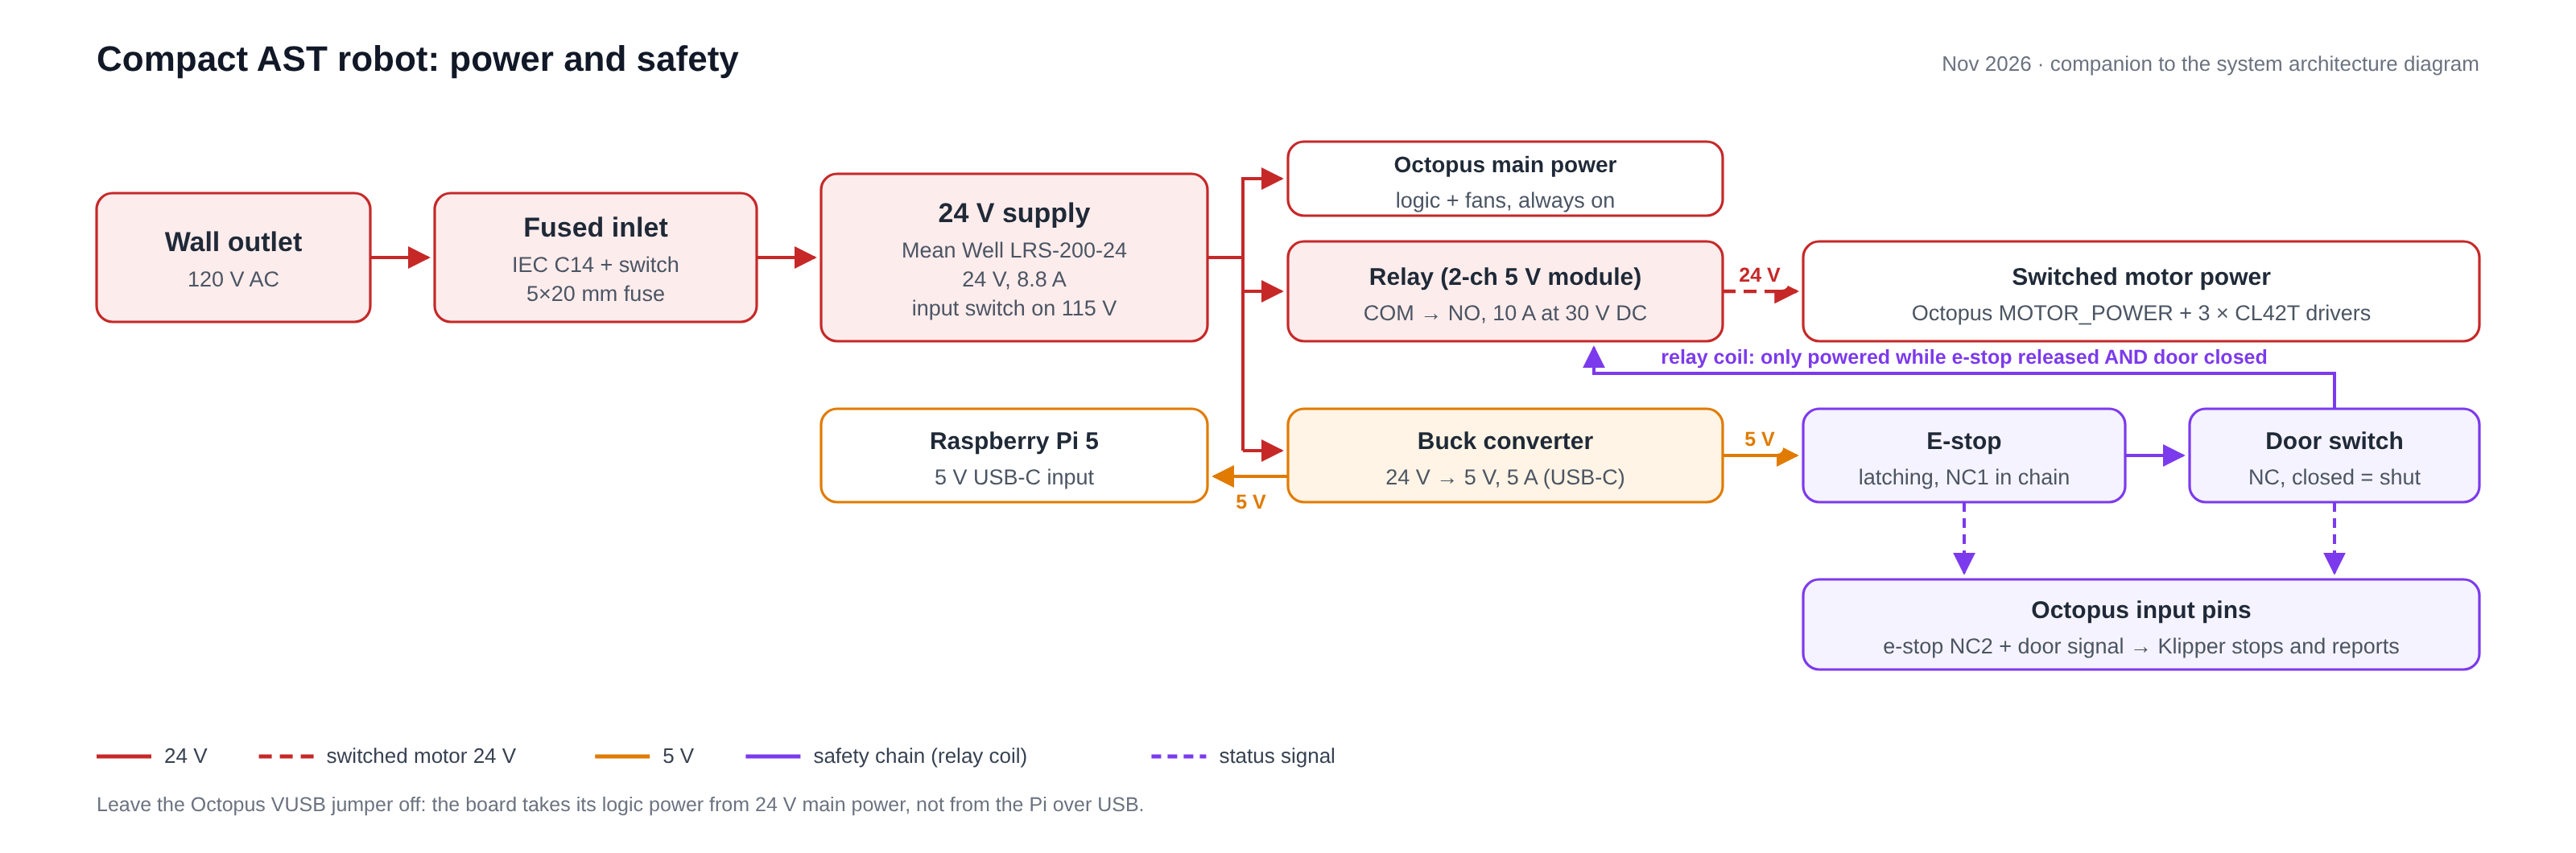 Compact AST robot: power and safety
Nov 2026 · companion to the system architecture diagram
Wall outlet
120 V AC
Fused inlet
IEC C14 + switch
5×20 mm fuse
24 V supply
Mean Well LRS-200-24
24 V, 8.8 A
input switch on 115 V
Octopus main power
logic + fans, always on
Relay (2-ch 5 V module)
COM → NO, 10 A at 30 V DC
24 V
Switched motor power
Octopus MOTOR_POWER + 3 × CL42T drivers
relay coil: only powered while e-stop released AND door closed
Raspberry Pi 5
5 V USB-C input
5 V
Buck converter
24 V → 5 V, 5 A (USB-C)
5 V
E-stop
latching, NC1 in chain
Door switch
NC, closed = shut
Octopus input pins
e-stop NC2 + door signal → Klipper stops and reports
24 V
switched motor 24 V
5 V
safety chain (relay coil)
status signal
Leave the Octopus VUSB jumper off: the board takes its logic power from 24 V main power, not from the Pi over USB.